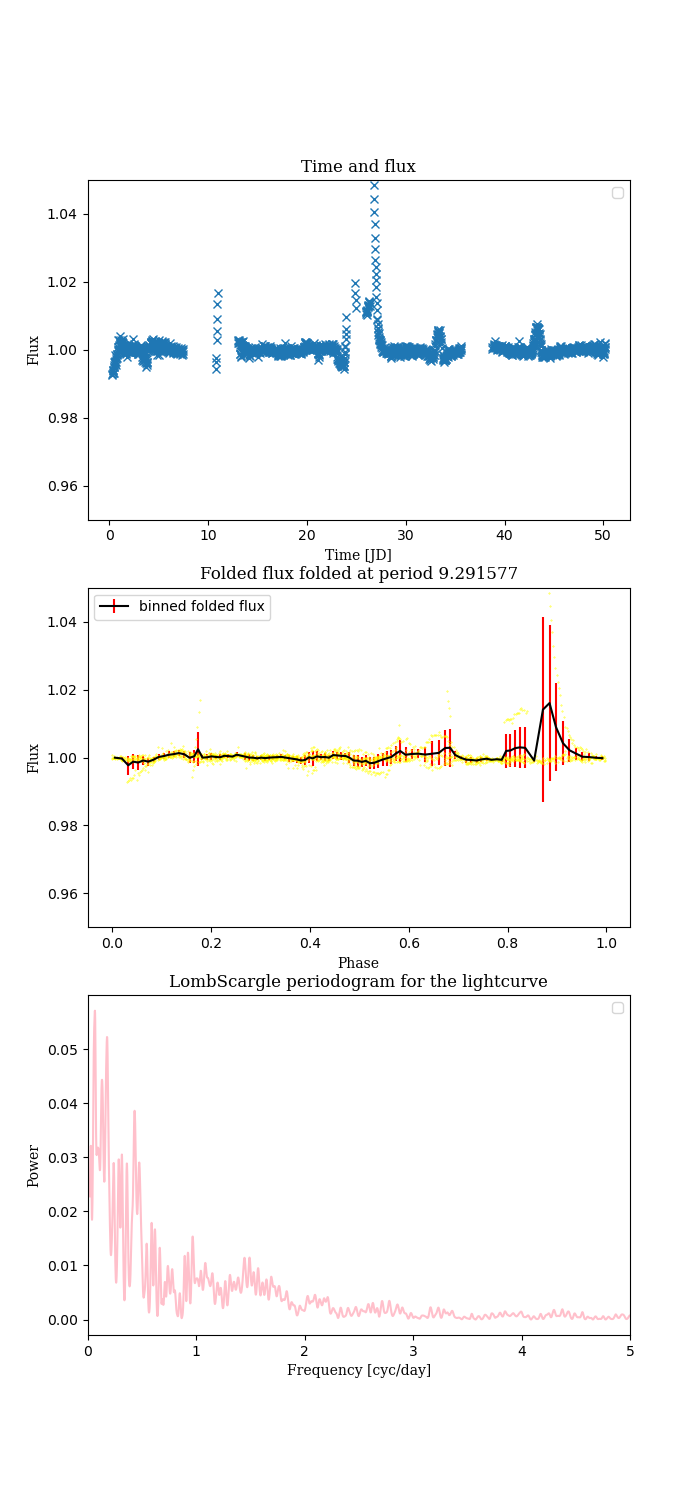 Time and flux
1.04
1.02
1.00
0.98
0.96
Flux
0 10 20 30 40 50
Time [JD]
Folded flux folded at period 9.291577
binned folded flux
1.04
1.02
1.00
0.98
0.96
Flux
0.0 0.2 0.4 0.6 0.8 1.0
Phase
LombScargle periodogram for the lightcurve
0.05
0.04
0.03
0.02
0.01
0.00
Power
0 1 2 3 4 5
Frequency [cyc/day]